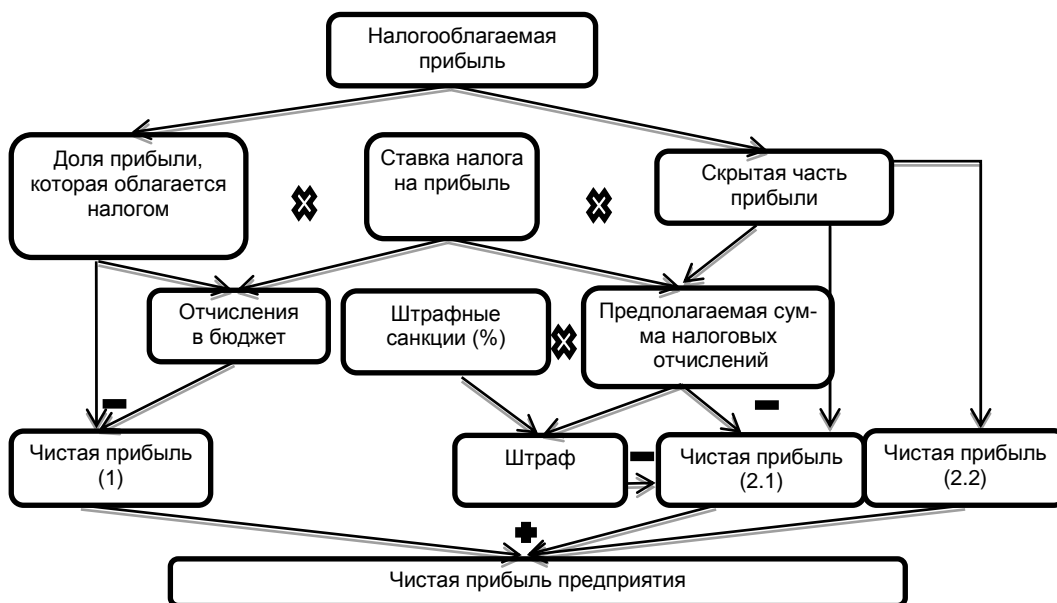 Налогооблагаемая
прибыль
Доля прибыли,
которая облагается
налогом
Ставка налога
на прибыль
Скрытая часть
прибыли
Отчисления
в бюджет
Штрафные
санкции (%)
Предполагаемая сум-
ма налоговых
отчислений
Чистая прибыль
(1)
Штраф
Чистая прибыль
(2.1)
Чистая прибыль
(2.2)
Чистая прибыль предприятия